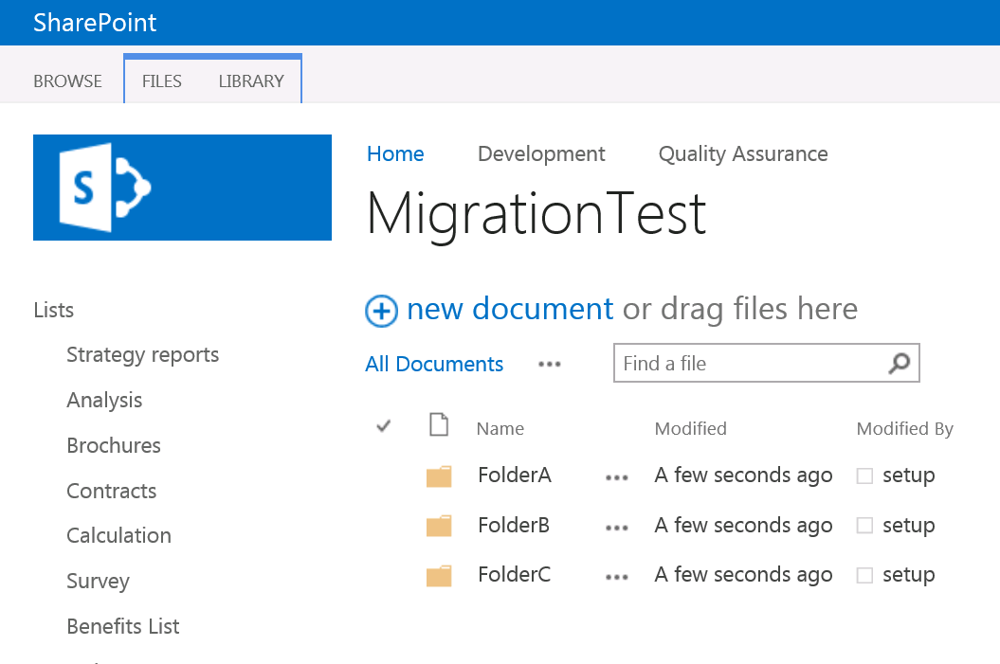 SharePoint
BROWSE FILES LIBRARY
S
Home Development Quality Assurance
MigrationTest
Lists
Strategy reports
Analysis
Brochures
Contracts
Calculation
Survey
Benefits List
new document or drag files here
All Documents ••• Find a file
Name Modified Modified By
FolderA ••• A few seconds ago setup
FolderB ••• A few seconds ago setup
FolderC ••• A few seconds ago setup